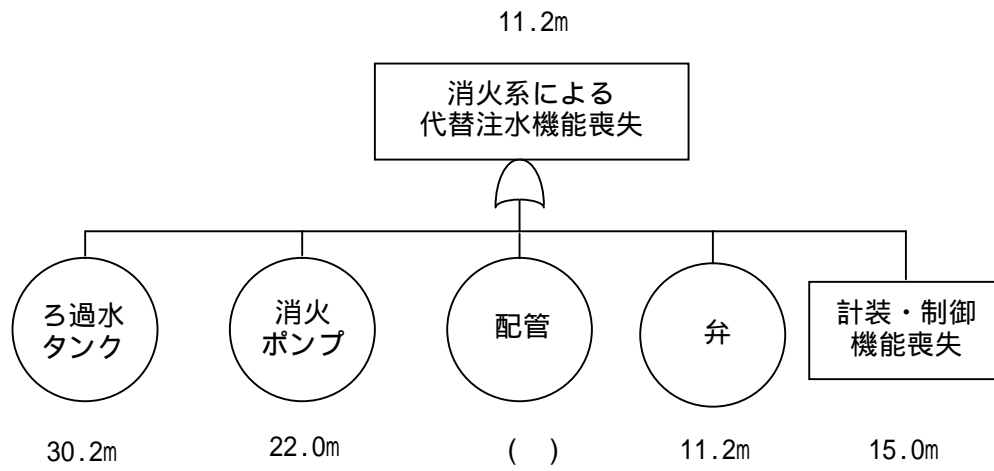 11.2m
消火系による
代替注水機能喪失
ろ過水
タンク
消火
ポンプ
配管
弁
計装・制御
機能喪失
30.2m
22.0m
( )
11.2m
15.0m